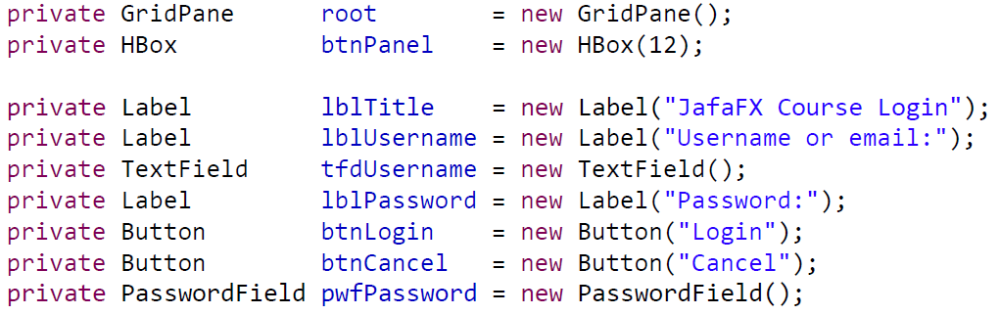 private GridPane      root        = new GridPane();
private HBox          btnPanel    = new HBox(12);

private Label         lblTitle    = new Label("JafaFX Course Login");
private Label         lblUsername = new Label("Username or email:");
private TextField     tfdUsername = new TextField();
private Label         lblPassword = new Label("Password:");
private Button        btnLogin    = new Button("Login");
private Button        btnCancel   = new Button("Cancel");
private PasswordField pwfPassword = new PasswordField();